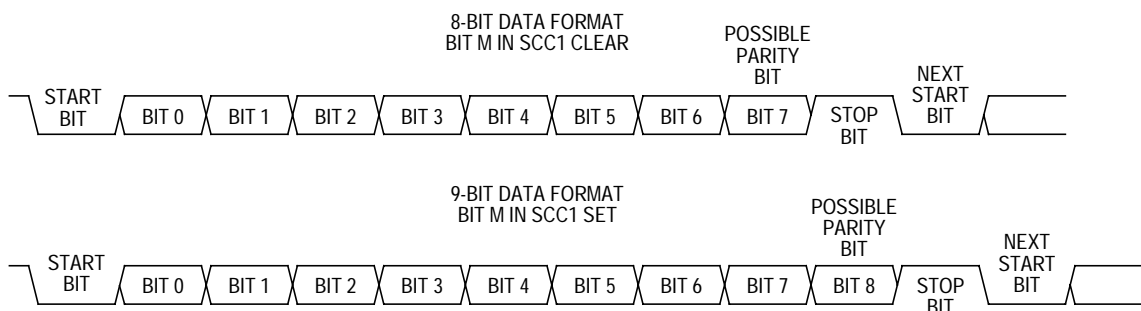 8-BIT DATA FORMAT
BIT M IN SCC1 CLEAR
POSSIBLE
PARITY
BIT
START
BIT
BIT 0
BIT 1
BIT 2
BIT 3
BIT 4
BIT 5
BIT 6
BIT 7
STOP
BIT
NEXT
START
BIT
9-BIT DATA FORMAT
BIT M IN SCC1 SET
POSSIBLE
PARITY
BIT
START
BIT
BIT 0
BIT 1
BIT 2
BIT 3
BIT 4
BIT 5
BIT 6
BIT 7
BIT 8
STOP
BIT
NEXT
START
BIT